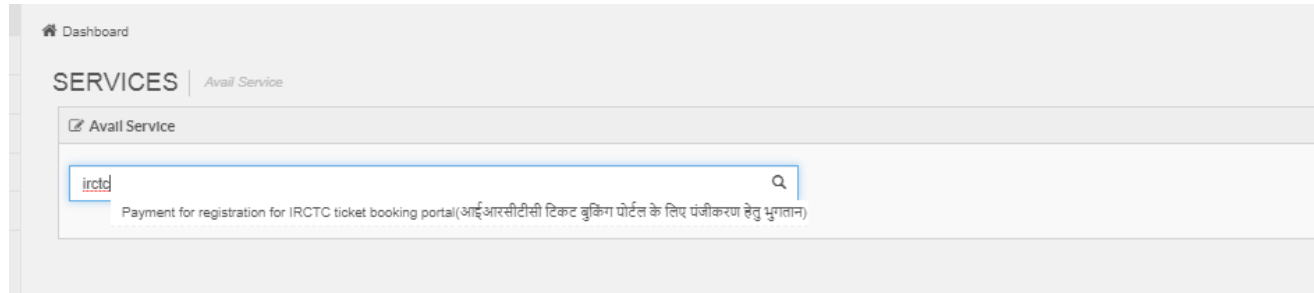 Dashboard
SERVICES Avail Service
Avail Service
irctc
Payment for registration for IRCTC ticket booking portal(आईआरसीटीसी टिकट बुकिंग पोर्टल के लिए पंजीकरण हेतु भुगतान)